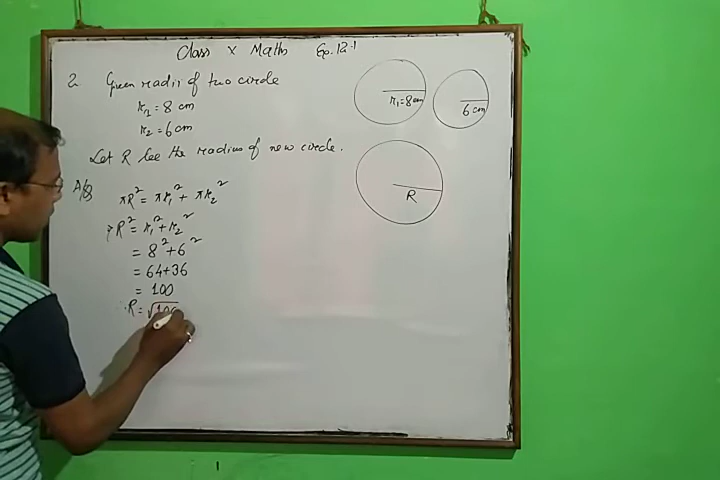 Class X Maths Ex. 12.1
2 Given radii of two circle
r₁ = 8 cm
r₂ = 6 cm
Let R be the radius of new circle.
A/Q
πR² = πr₁² + πr₂²
⇒ R² = r₁² + r₂²
= 8² + 6²
= 64 + 36
= 100
∴ R = √100
r₁ = 8 cm
6 cm
R